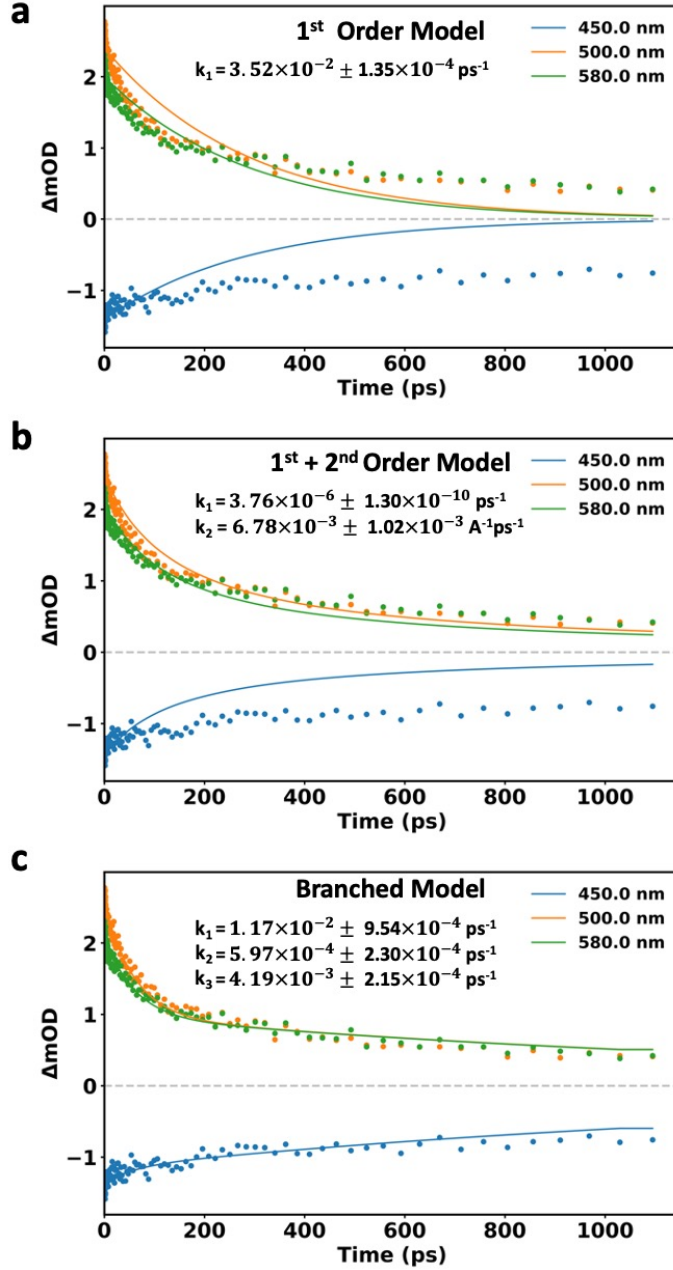 a
1st Order Model
k₁ = 3.52×10⁻² ± 1.35×10⁻⁴ ps⁻¹
450.0 nm
500.0 nm
580.0 nm
ΔmOD
2
1
0
−1
0 200 400 600 800 1000
Time (ps)
b
1st + 2nd Order Model
k₁ = 3.76×10⁻⁶ ± 1.30×10⁻¹⁰ ps⁻¹
k₂ = 6.78×10⁻³ ± 1.02×10⁻³ A⁻¹ps⁻¹
450.0 nm
500.0 nm
580.0 nm
ΔmOD
2
1
0
−1
0 200 400 600 800 1000
Time (ps)
c
Branched Model
k₁ = 1.17×10⁻² ± 9.54×10⁻⁴ ps⁻¹
k₂ = 5.97×10⁻⁴ ± 2.30×10⁻⁴ ps⁻¹
k₃ = 4.19×10⁻³ ± 2.15×10⁻⁴ ps⁻¹
450.0 nm
500.0 nm
580.0 nm
ΔmOD
2
1
0
−1
0 200 400 600 800 1000
Time (ps)